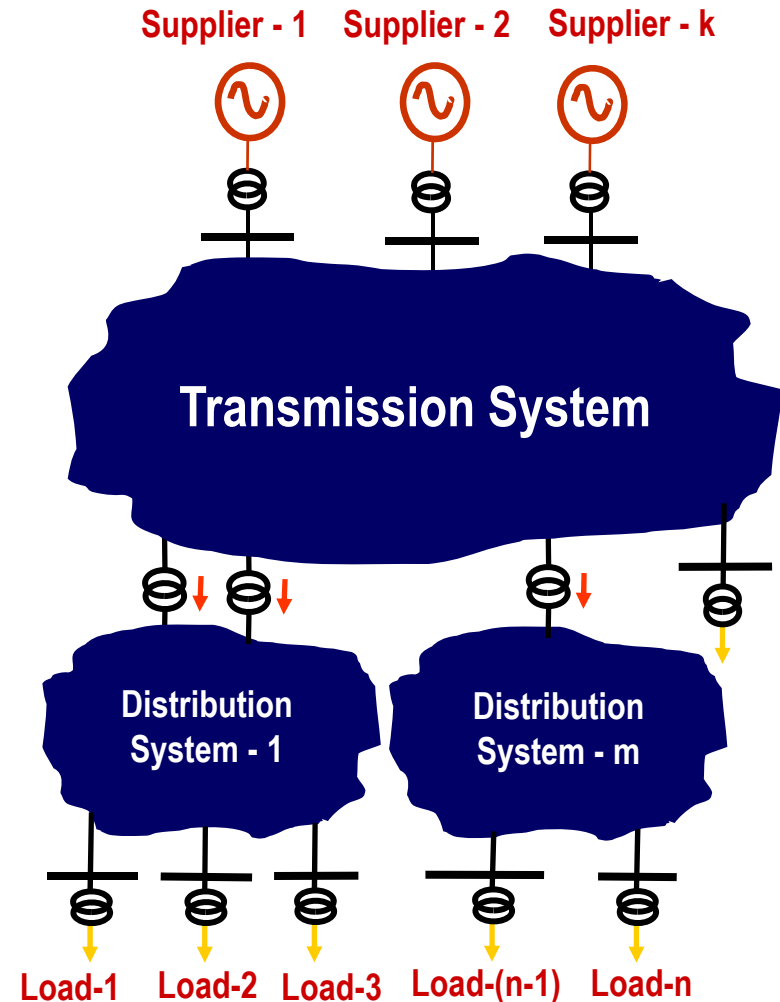 Supplier - 1
Supplier - 2
Supplier - k
Transmission System
Distribution
System - 1
Distribution
System - m
Load-1
Load-2
Load-3
Load-(n-1)
Load-n